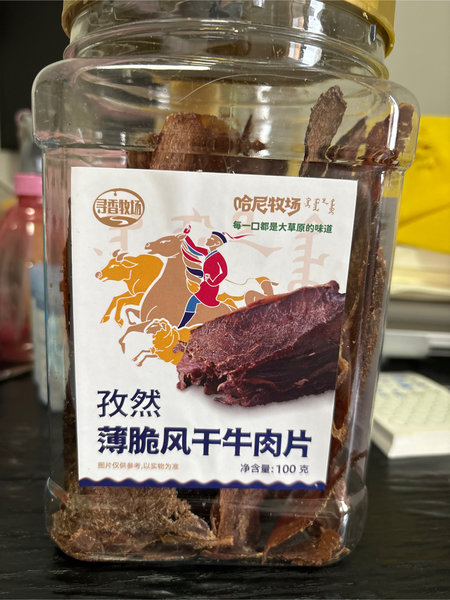 寻香牧场
哈尼牧场
每一口都是大草原的味道
孜然
薄脆风干牛肉片
图片仅供参考,以实物为准
净含量:100克